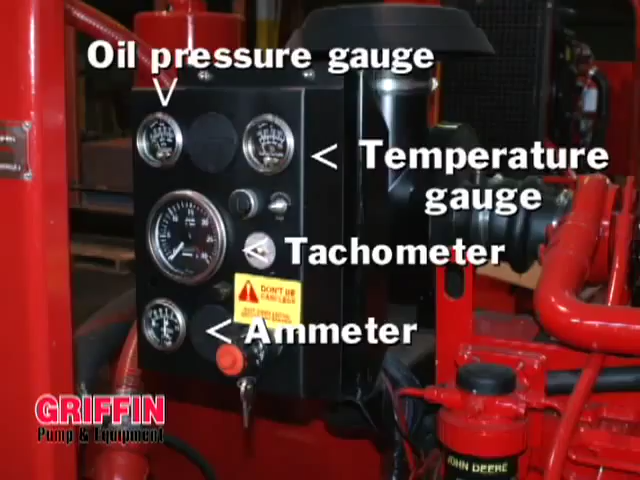 Oil pressure gauge
< Temperature
gauge
< Tachometer
DON'T BE
CARELESS
< Ammeter
GRIFFIN
Pump & Equipment
JOHN DEERE